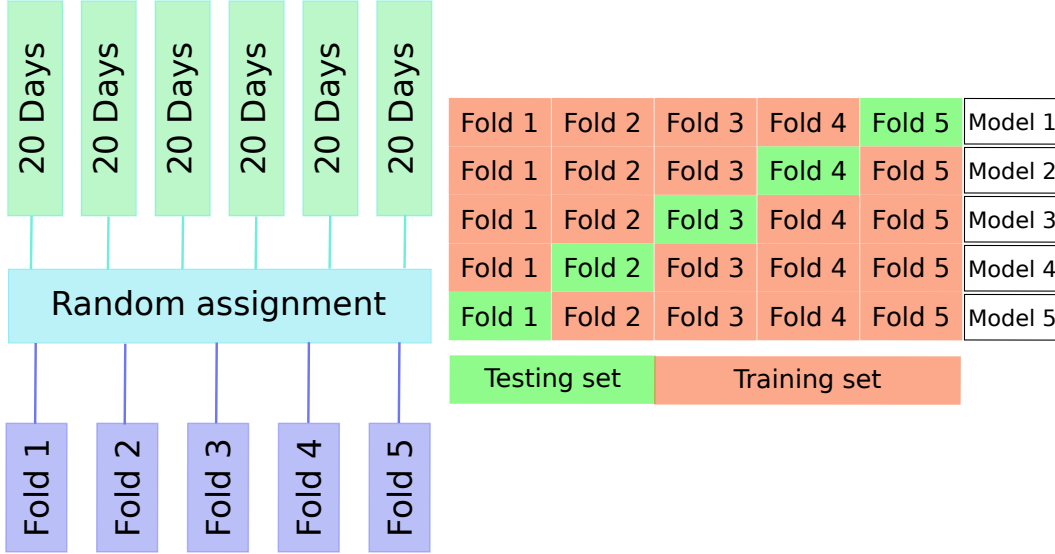 20 Days
20 Days
20 Days
20 Days
20 Days
20 Days
Random assignment
Fold 1
Fold 2
Fold 3
Fold 4
Fold 5
Fold 1 Fold 2 Fold 3 Fold 4 Fold 5 Model 1
Fold 1 Fold 2 Fold 3 Fold 4 Fold 5 Model 2
Fold 1 Fold 2 Fold 3 Fold 4 Fold 5 Model 3
Fold 1 Fold 2 Fold 3 Fold 4 Fold 5 Model 4
Fold 1 Fold 2 Fold 3 Fold 4 Fold 5 Model 5
Testing set Training set